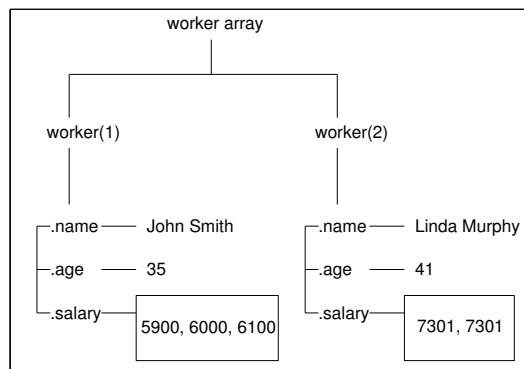 worker array
worker(1)
worker(2)
.name
John Smith
.age
35
.salary
5900, 6000, 6100
.name
Linda Murphy
.age
41
.salary
7301, 7301